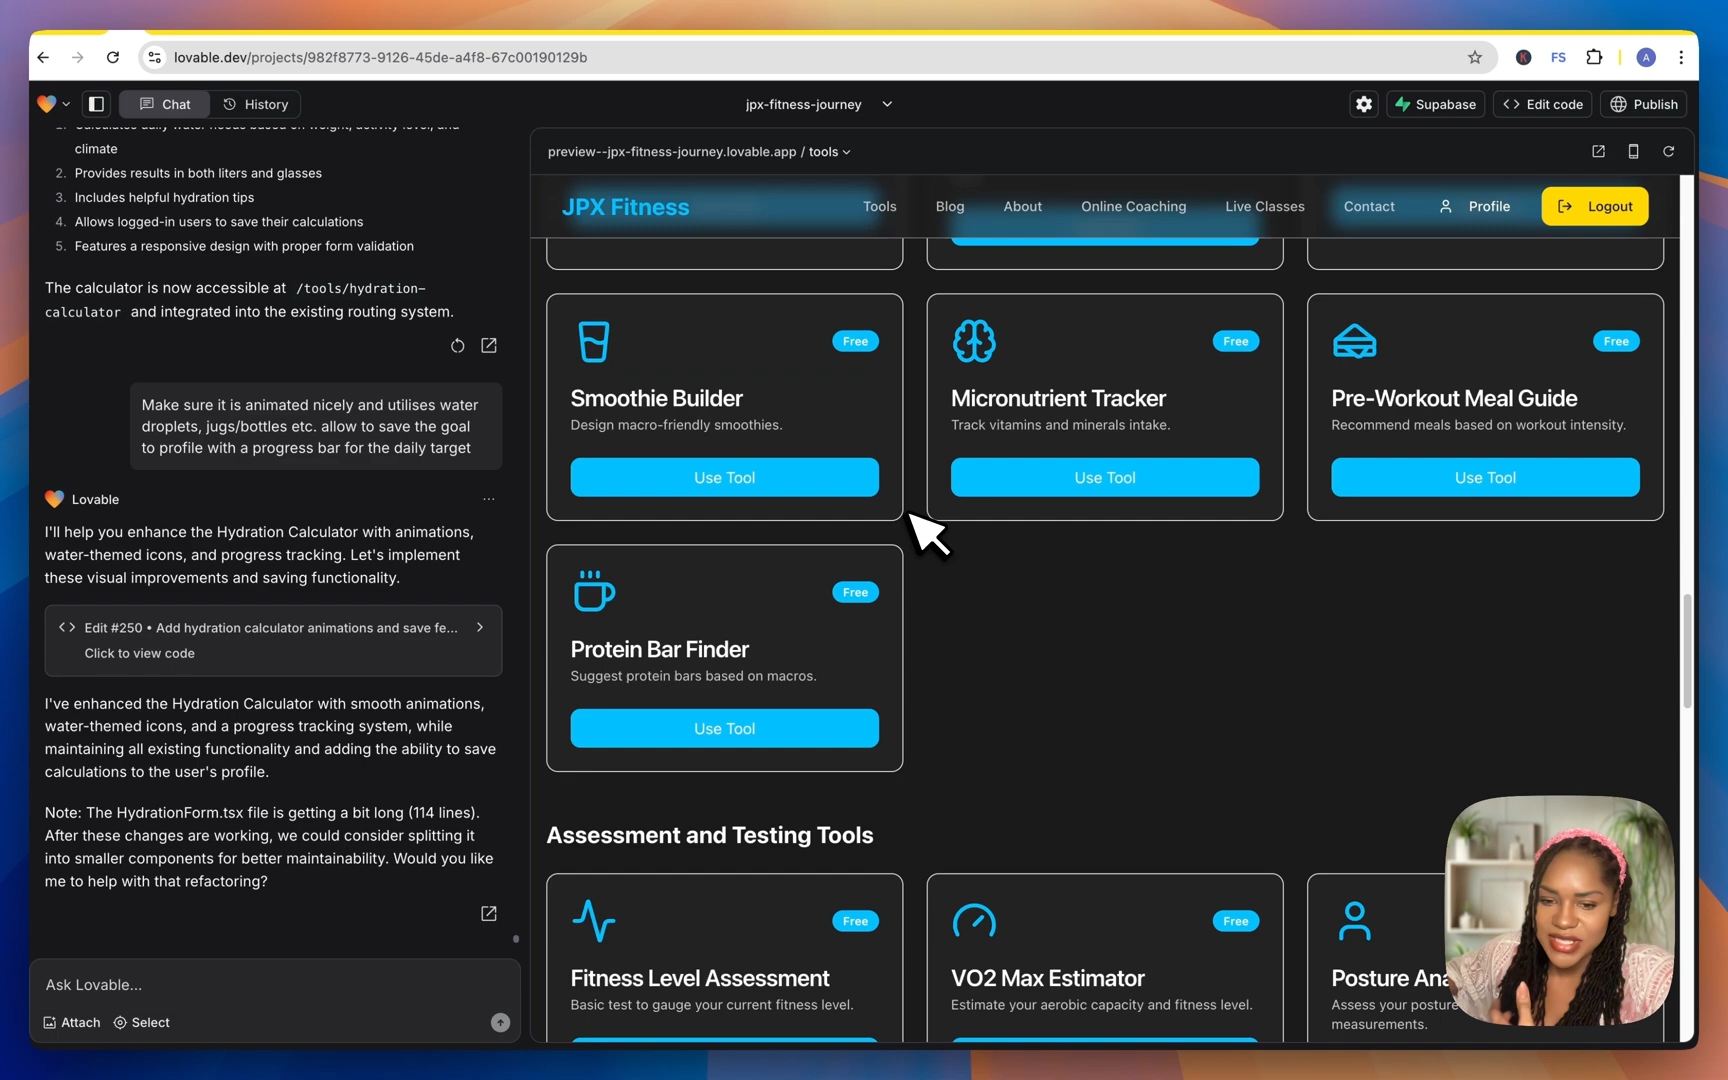 lovable.dev/projects/982f8773-9126-45de-a4f8-67c00190129b
K
FS
A
Chat
History
jpx-fitness-journey
Supabase
Edit code
Publish
1. Calculates daily water needs based on weight, activity level, and
climate
2. Provides results in both liters and glasses
3. Includes helpful hydration tips
4. Allows logged-in users to save their calculations
5. Features a responsive design with proper form validation
The calculator is now accessible at /tools/hydration-
calculator and integrated into the existing routing system.
Make sure it is animated nicely and utilises water
droplets, jugs/bottles etc. allow to save the goal
to profile with a progress bar for the daily target
Lovable
...
I'll help you enhance the Hydration Calculator with animations,
water-themed icons, and progress tracking. Let's implement
these visual improvements and saving functionality.
Edit #250 • Add hydration calculator animations and save fe...
Click to view code
I've enhanced the Hydration Calculator with smooth animations,
water-themed icons, and a progress tracking system, while
maintaining all existing functionality and adding the ability to save
calculations to the user's profile.
Note: The HydrationForm.tsx file is getting a bit long (114 lines).
After these changes are working, we could consider splitting it
into smaller components for better maintainability. Would you like
me to help with that refactoring?
Ask Lovable...
Attach
Select
preview--jpx-fitness-journey.lovable.app / tools
JPX Fitness
Tools
Blog
About
Online Coaching
Live Classes
Contact
Profile
Logout
Free
Smoothie Builder
Design macro-friendly smoothies.
Use Tool
Free
Micronutrient Tracker
Track vitamins and minerals intake.
Use Tool
Free
Pre-Workout Meal Guide
Recommend meals based on workout intensity.
Use Tool
Free
Protein Bar Finder
Suggest protein bars based on macros.
Use Tool
Assessment and Testing Tools
Free
Fitness Level Assessment
Basic test to gauge your current fitness level.
Free
VO2 Max Estimator
Estimate your aerobic capacity and fitness level.
Posture Ana
Assess your posture
measurements.